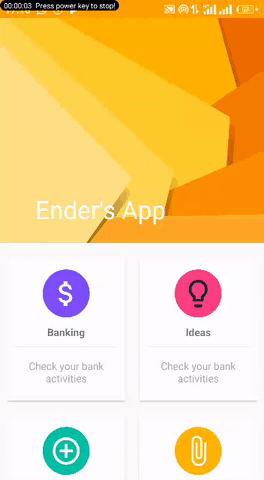 00:00:03 Press power key to stop!
Ender's App
Banking
Ideas
Check your bank
activities
Check your bank
activities